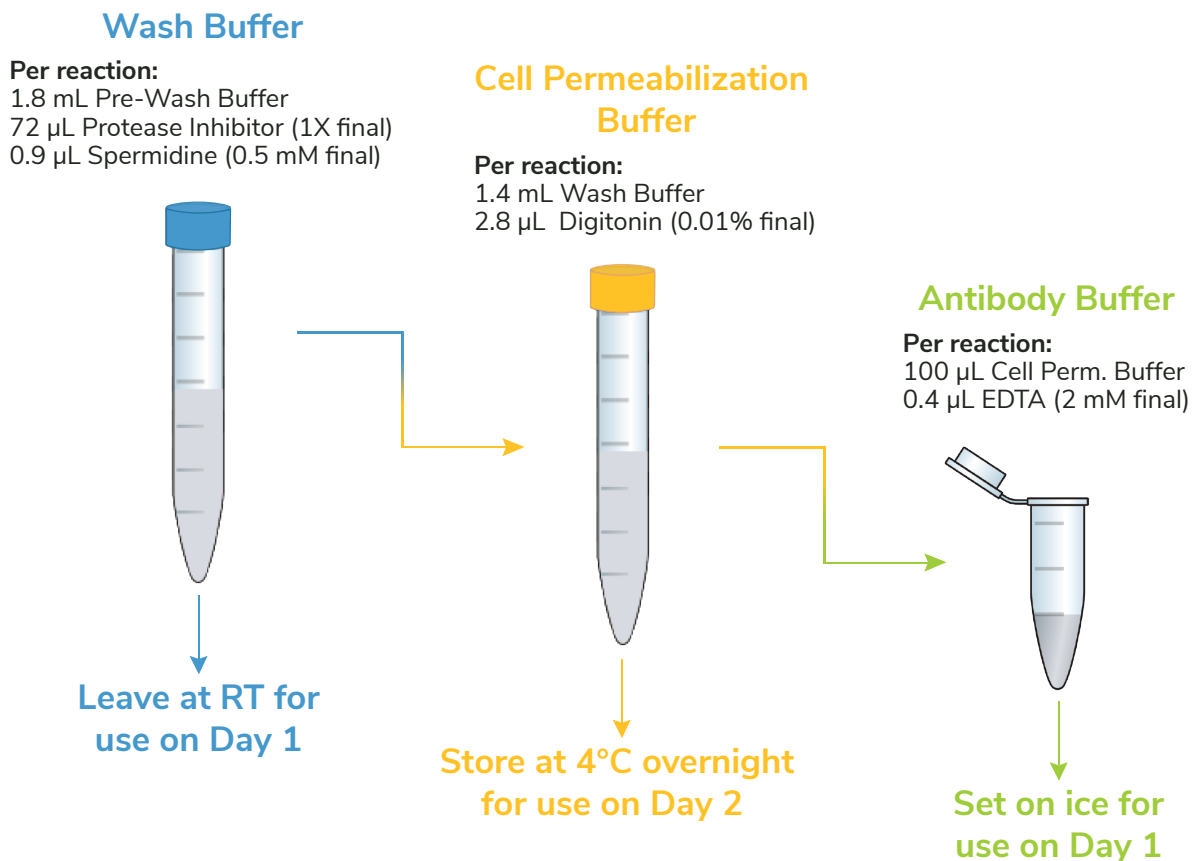 Wash Buffer
Per reaction:
1.8 mL Pre-Wash Buffer
72 µL Protease Inhibitor (1X final)
0.9 µL Spermidine (0.5 mM final)
Cell Permeabilization
Buffer
Per reaction:
1.4 mL Wash Buffer
2.8 µL Digitonin (0.01% final)
Antibody Buffer
Per reaction:
100 µL Cell Perm. Buffer
0.4 µL EDTA (2 mM final)
Leave at RT for
use on Day 1
Store at 4°C overnight
for use on Day 2
Set on ice for
use on Day 1